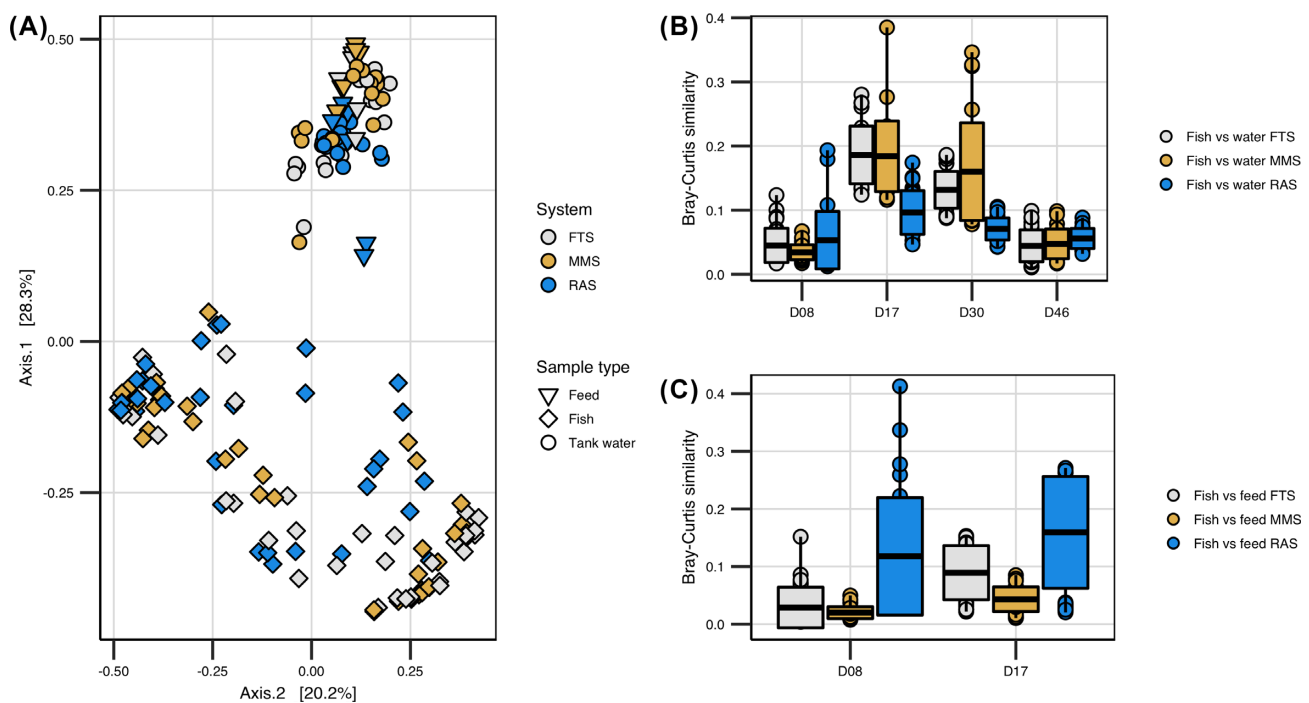 (A)
0.50
0.25
0.00
-0.25
Axis.1 [28.3%]
-0.50
-0.25
0.00
0.25
Axis.2 [20.2%]
System
FTS
MMS
RAS
Sample type
Feed
Fish
Tank water
(B)
0.4
0.3
0.2
0.1
0.0
Bray-Curtis similarity
D08
D17
D30
D46
Fish vs water FTS
Fish vs water MMS
Fish vs water RAS
(C)
0.4
0.3
0.2
0.1
0.0
Bray-Curtis similarity
D08
D17
Fish vs feed FTS
Fish vs feed MMS
Fish vs feed RAS